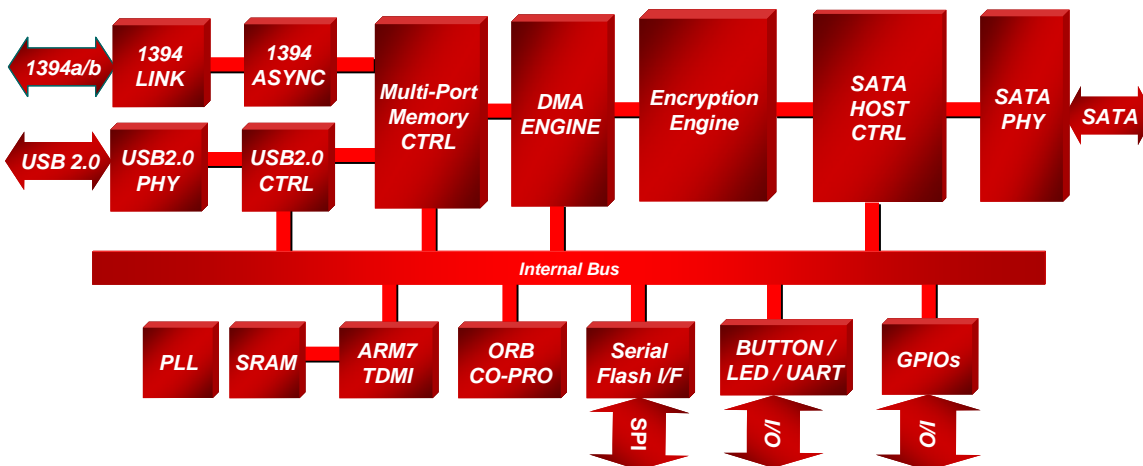 1394a/b
1394
LINK
1394
ASYNC
Multi-Port
Memory
CTRL
DMA
ENGINE
Encryption
Engine
SATA
HOST
CTRL
SATA
PHY
SATA
USB 2.0
USB2.0
PHY
USB2.0
CTRL
Internal Bus
PLL
SRAM
ARM7
TDMI
ORB
CO-PRO
Serial
Flash I/F
BUTTON /
LED / UART
GPIOs
SPI
I/O
I/O